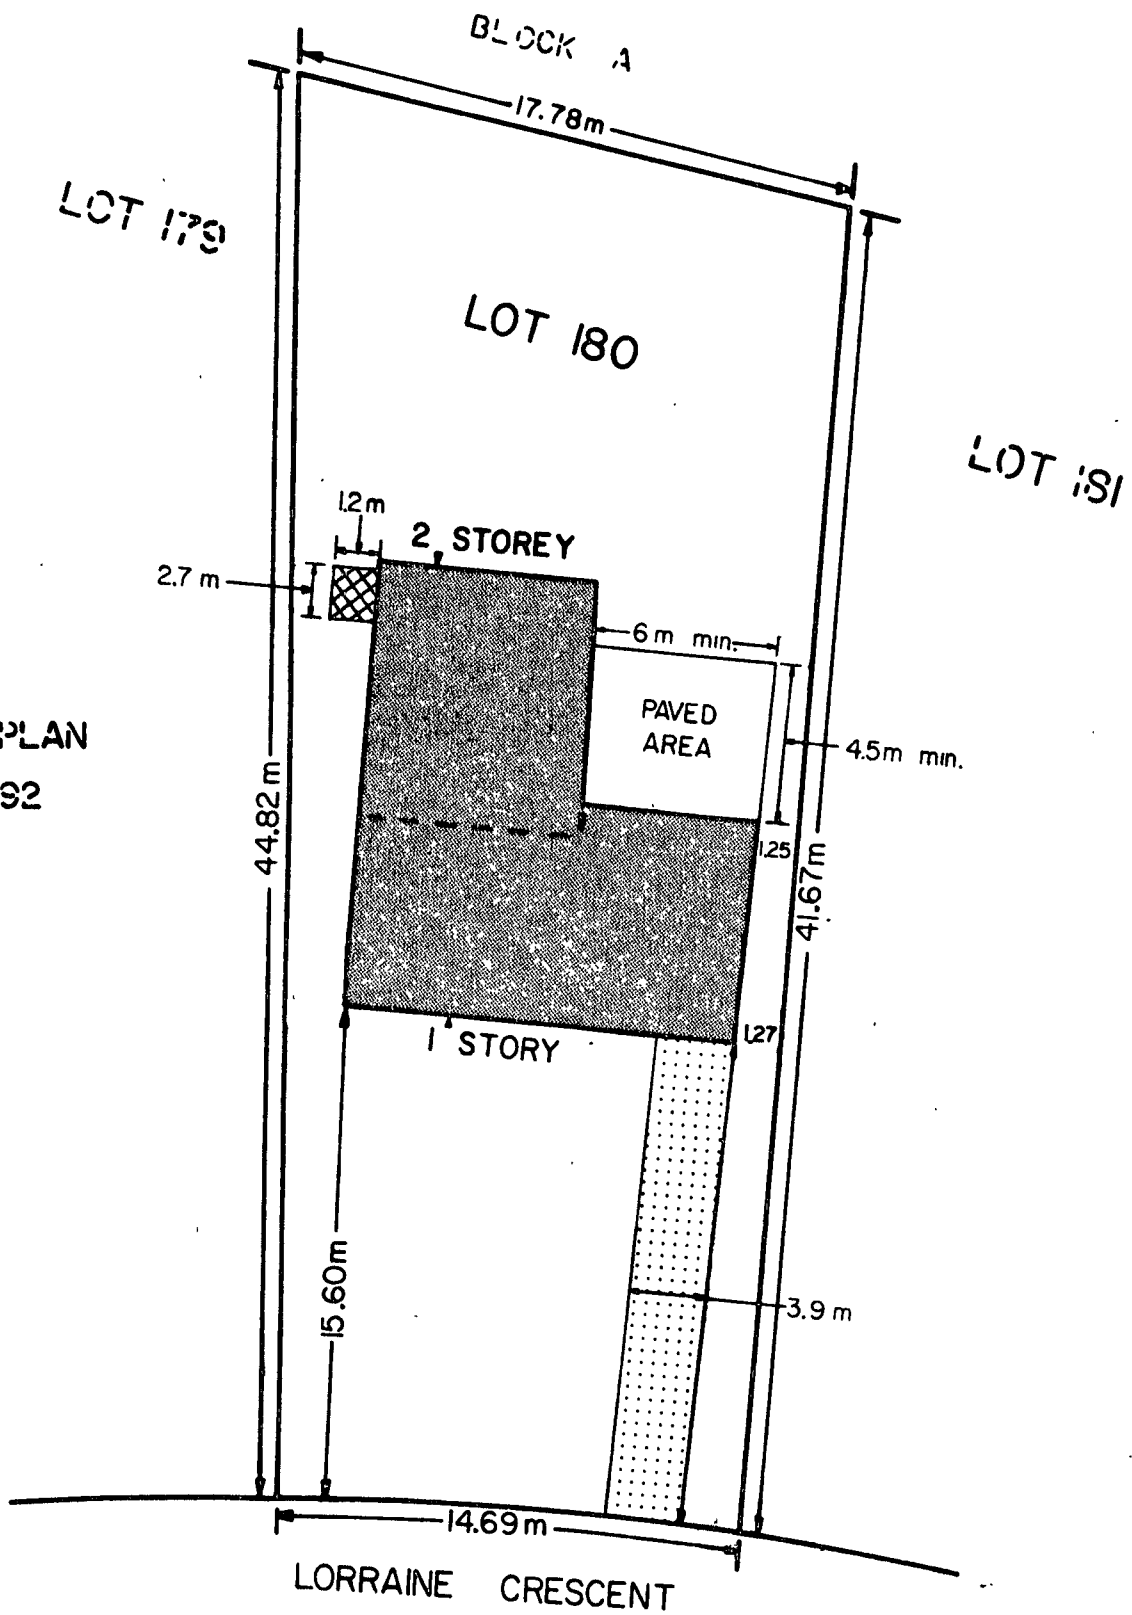 BLOCK A
17.78m
LOT 179
LOT 180
LOT 181
1.2m
2 STOREY
2.7 m
6m min.
PAVED
AREA
4.5m min.
PLAN
92
44.82m
1.25
41.67m
1.27
1 STORY
15.60m
3.9 m
14.69m
LORRAINE CRESCENT